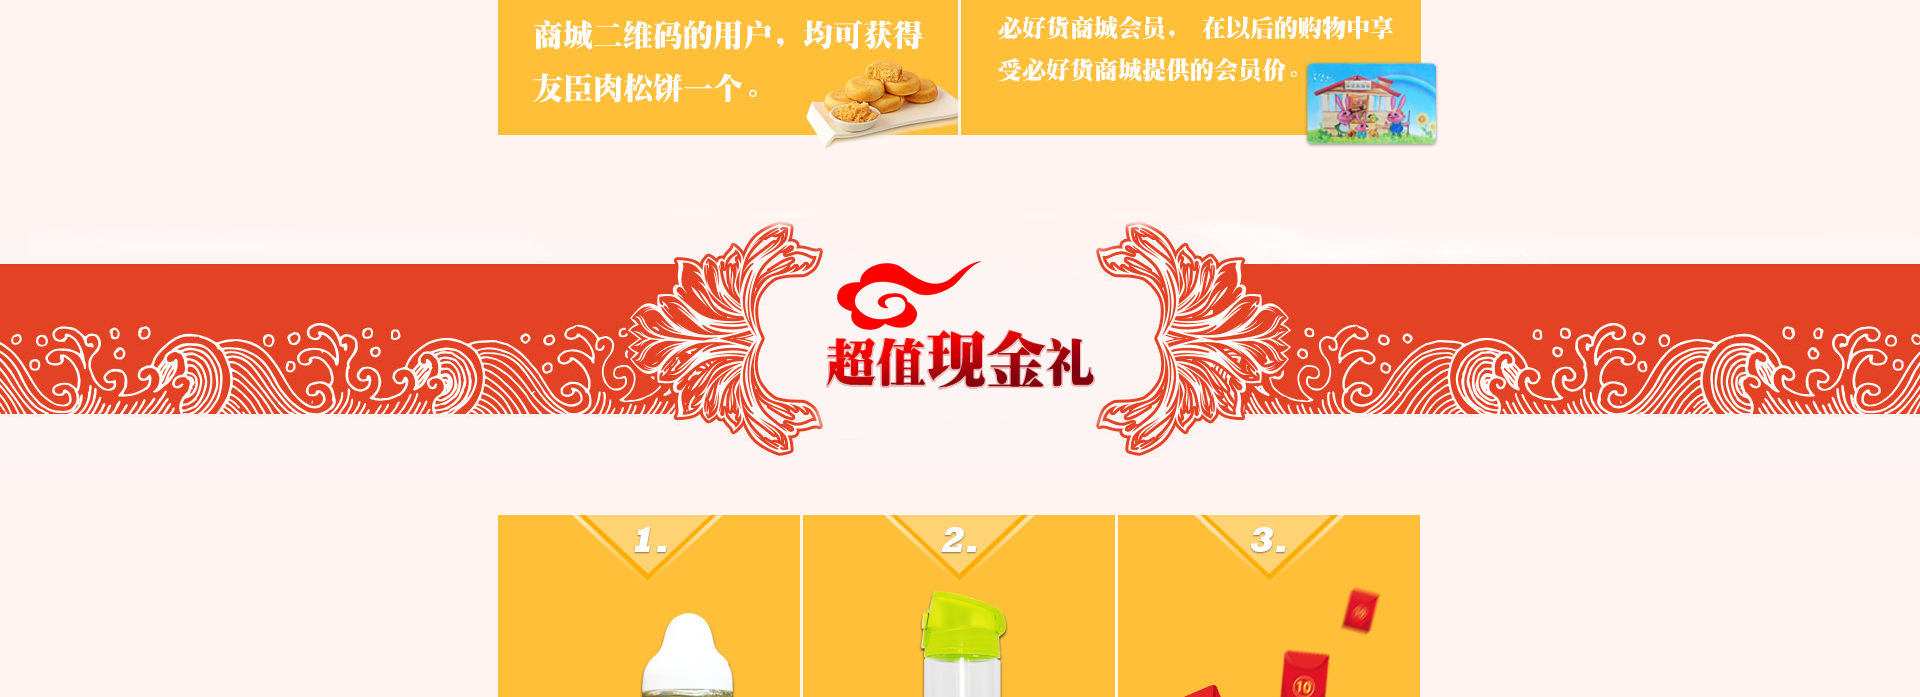 商城二维码的用户，均可获得
友臣肉松饼一个。
必好货商城会员， 在以后的购物中享
受必好货商城提供的会员价。
超值现金礼
1.
2.
3.
10